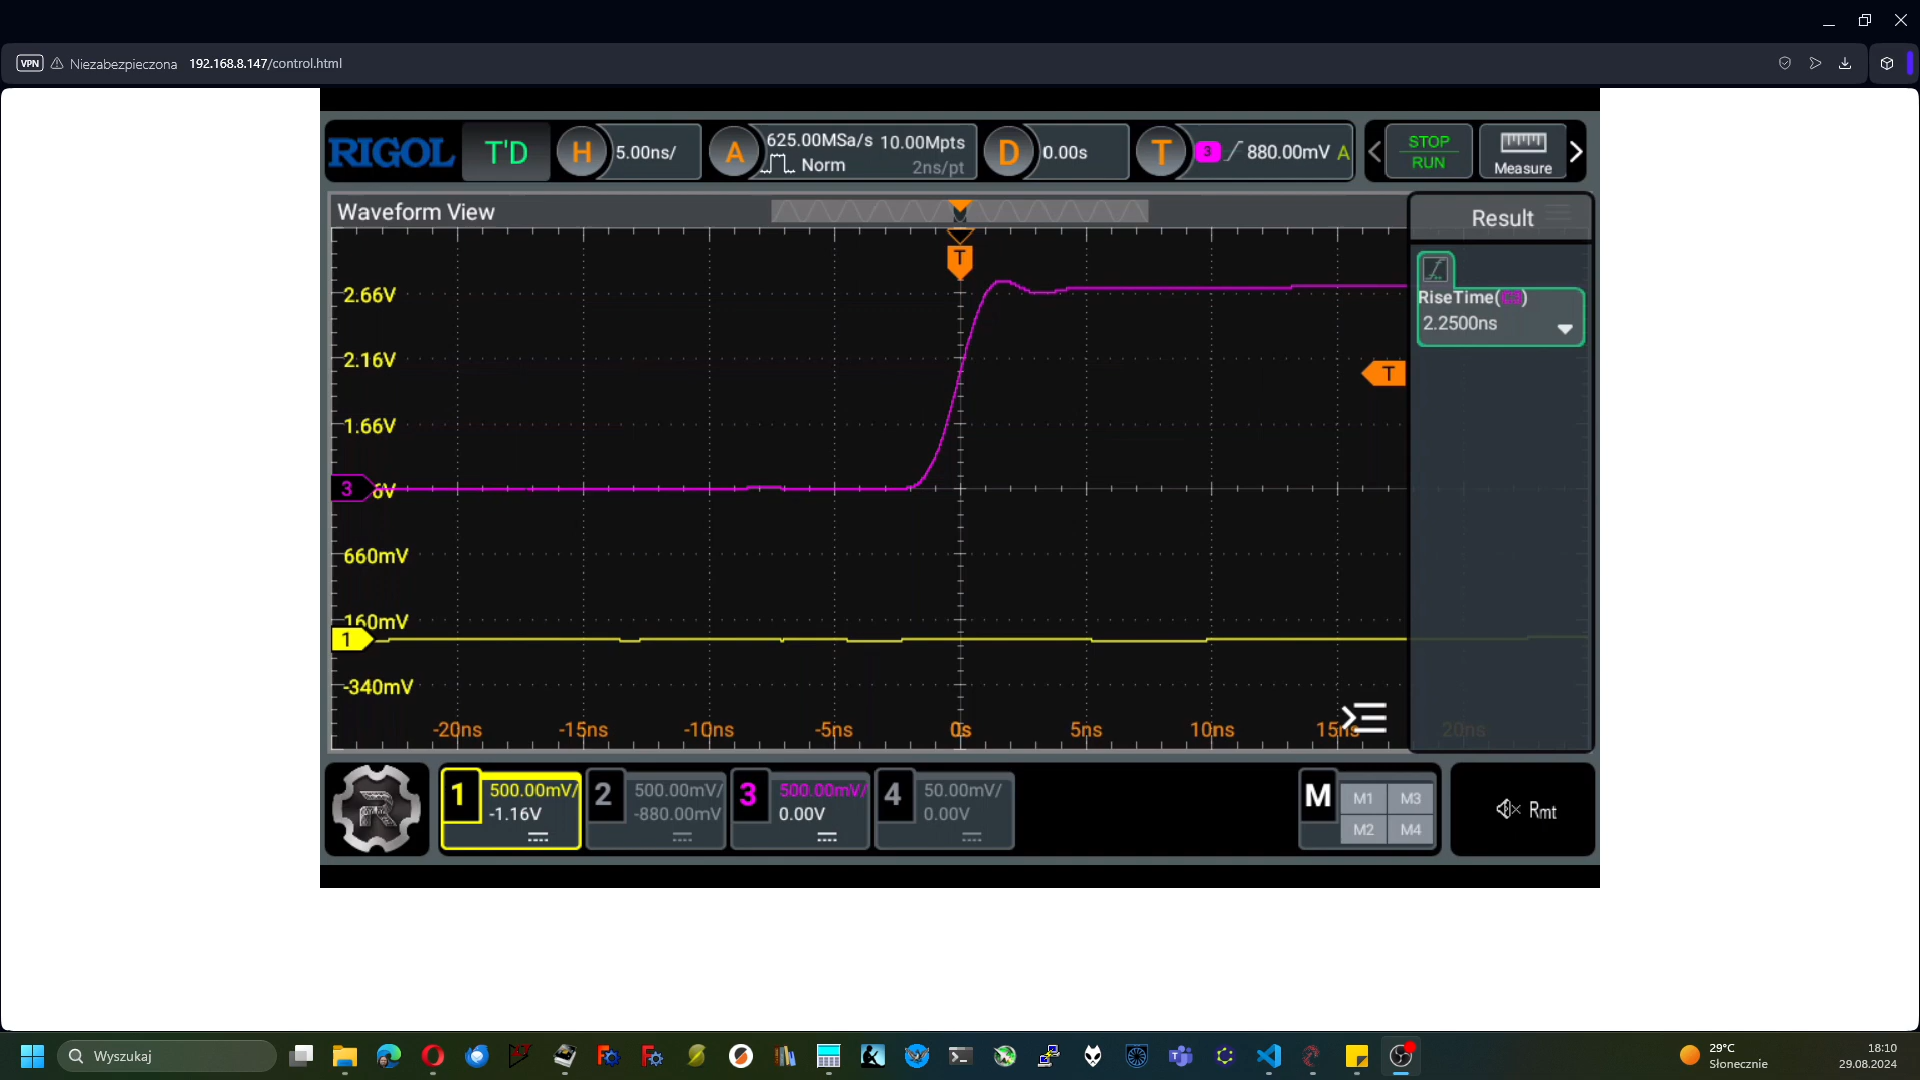 VPN Niezabezpieczona 192.168.8.147/control.html
RIGOL T'D H 5.00ns/ A 625.00MSa/s 10.00Mpts D 0.00s T 3 880.00mV A STOP
Norm 2ns/pt RUN Measure
Waveform View
Result
T
2.66V
RiseTime( )
2.2500ns
2.16V
T
1.66V
3 6V
660mV
160mV
1
-340mV
-20ns -15ns -10ns -5ns 0s 5ns 10ns 15ns 20ns
1 500.00mV/ 2 500.00mV/ 3 500.00mV/ 4 50.00mV/ M M1 M3
-1.16V -880.00mV 0.00V 0.00V M2 M4
Rmt
Wyszukaj
29°C
Słonecznie
18:10
29.08.2024